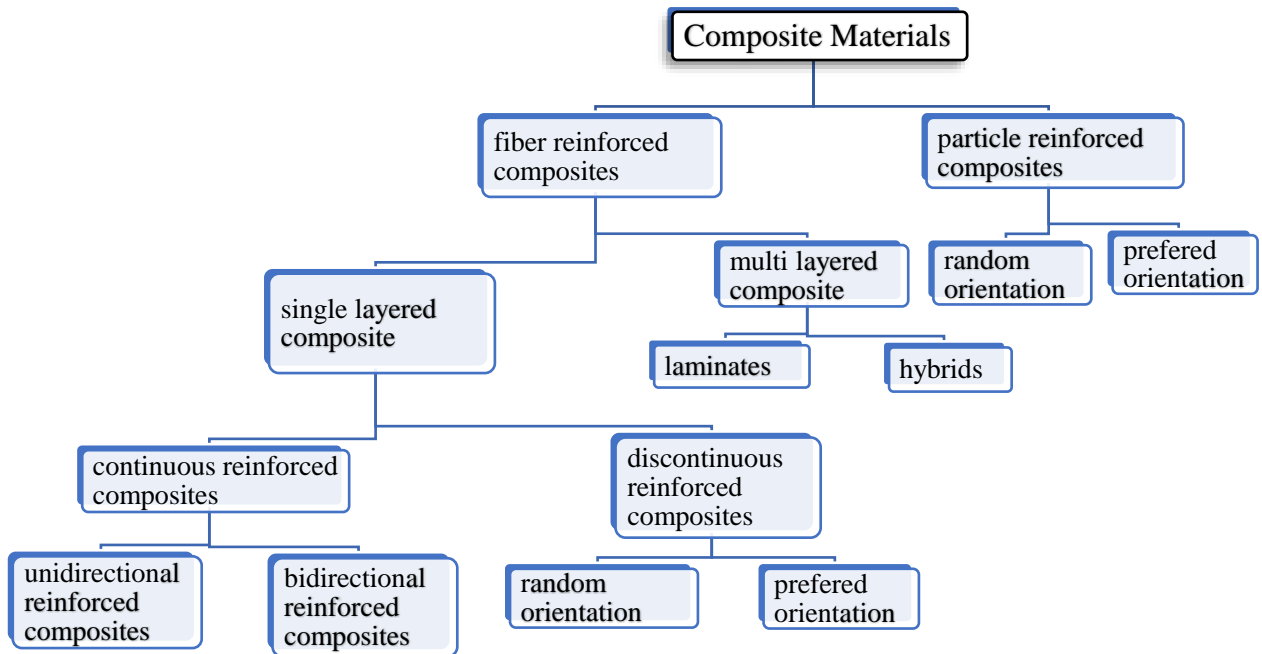 Composite Materials
fiber reinforced
composites
particle reinforced
composites
single layered
composite
multi layered
composite
random
orientation
prefered
orientation
laminates
hybrids
continuous reinforced
composites
discontinuous
reinforced
composites
unidirectional
reinforced
composites
bidirectional
reinforced
composites
random
orientation
prefered
orientation